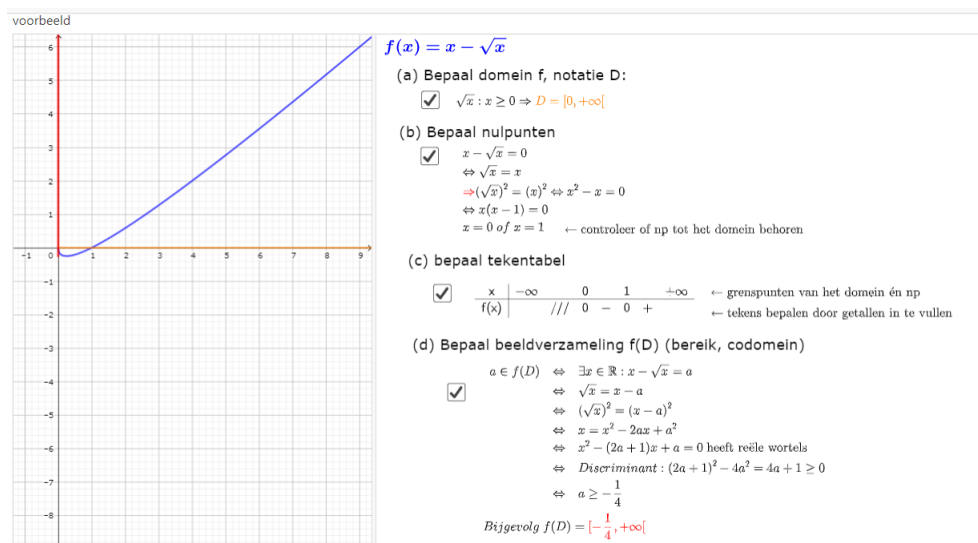 voorbeeld
f(x) = x − √x
(a) Bepaal domein f, notatie D:
√x : x ≥ 0 ⇒ D = [0, +∞[
(b) Bepaal nulpunten
x − √x = 0
⇔ √x = x
⇒(√x)² = (x)² ⇔ x² − x = 0
⇔ x(x − 1) = 0
x = 0 of x = 1 ← controleer of np tot het domein behoren
(c) bepaal tekentabel
x −∞ 0 1 +∞ ← grenspunten van het domein én np
f(x) /// 0 − 0 + ← tekens bepalen door getallen in te vullen
(d) Bepaal beeldverzameling f(D) (bereik, codomein)
a ∈ f(D) ⇔ ∃x ∈ ℝ : x − √x = a
⇔ √x = x − a
⇔ (√x)² = (x − a)²
⇔ x = x² − 2ax + a²
⇔ x² − (2a + 1)x + a = 0 heeft reële wortels
⇔ Discriminant : (2a + 1)² − 4a² = 4a + 1 ≥ 0
⇔ a ≥ −1/4
Bijgevolg f(D) = [−1/4, +∞[
6
5
4
3
2
1
−1 0 1 2 3 4 5 6 7 8 9
−1
−2
−3
−4
−5
−6
−7
−8